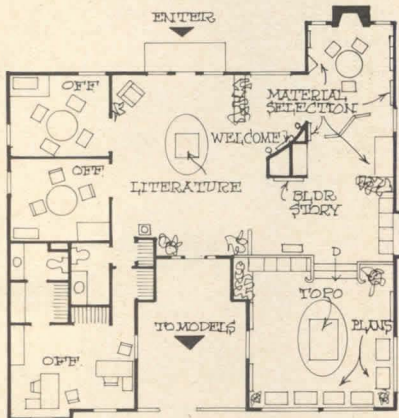 ENTER
OFF
MATERIAL
SELECTION
WELCOME
OFF
LITERATURE
BLDR
STORY
D
TOPO
TO MODELS
PLANS
OFF